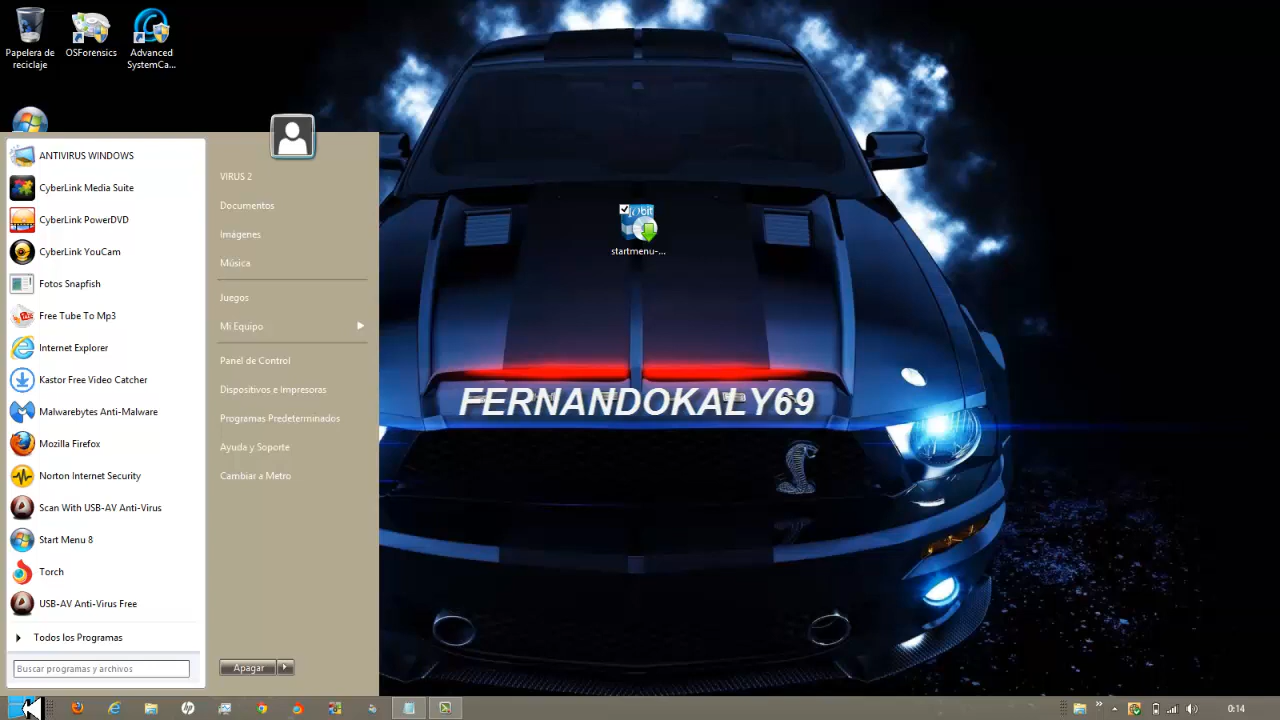 Papelera de
reciclaje
OSForensics
Advanced
SystemCa...
ANTIVIRUS WINDOWS
CyberLink Media Suite
CyberLink PowerDVD
CyberLink YouCam
Fotos Snapfish
Free Tube To Mp3
Internet Explorer
Kastor Free Video Catcher
Malwarebytes Anti-Malware
Mozilla Firefox
Norton Internet Security
Scan With USB-AV Anti-Virus
Start Menu 8
Torch
USB-AV Anti-Virus Free
Todos los Programas
Buscar programas y archivos
VIRUS 2
Documentos
Imágenes
Música
Juegos
Mi Equipo
Panel de Control
Dispositivos e Impresoras
Programas Predeterminados
Ayuda y Soporte
Cambiar a Metro
Apagar
IObit
startmenu-...
FERNANDOKALY69
0:14